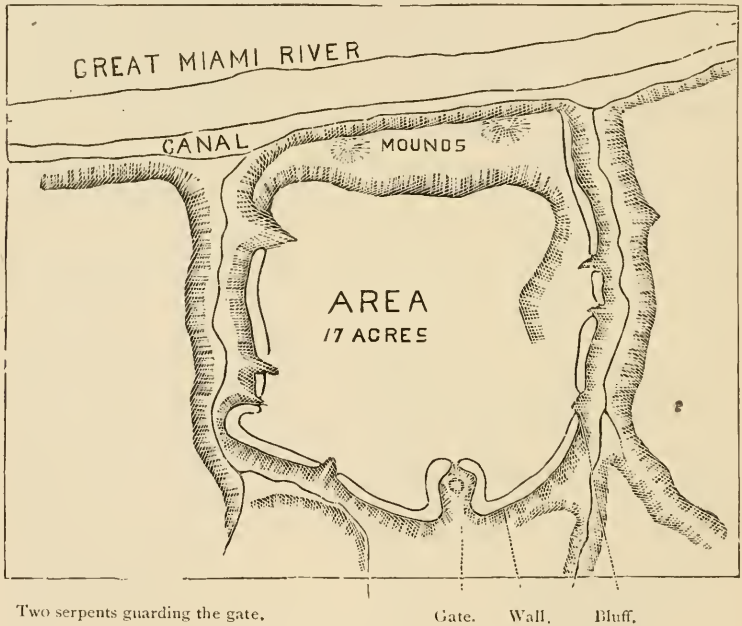 GREAT MIAMI RIVER
CANAL
MOUNDS
AREA
17 ACRES
Two serpents guarding the gate. Gate. Wall. Bluff.